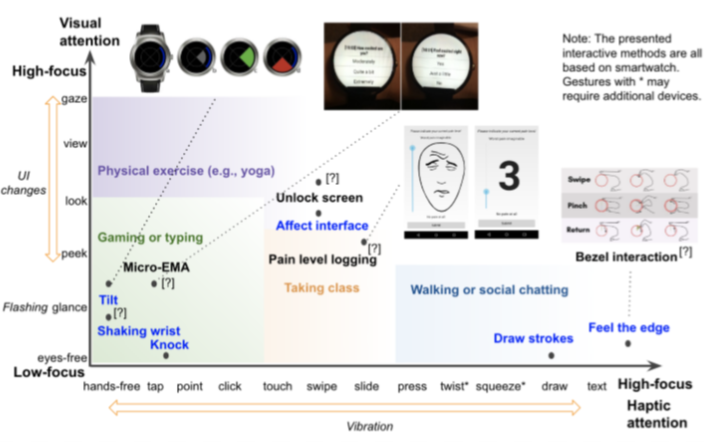 Visual
attention
High-focus
gaze
view
look
peek
Flashing glance
eyes-free
Low-focus
UI
changes
Physical exercise (e.g., yoga)
Gaming or typing
Micro-EMA
[?]
Tilt
[?]
Shaking wrist
Knock
[?]
Unlock screen
Affect interface
[?]
Pain level logging
Taking class
Walking or social chatting
Draw strokes
Feel the edge
Note: The presented
interactive methods are all
based on smartwatch.
Gestures with * may
require additional devices.
3
Swipe
Pinch
Return
Bezel interaction [?]
hands-free tap point click touch swipe slide press twist* squeeze* draw text High-focus
Haptic
attention
Vibration